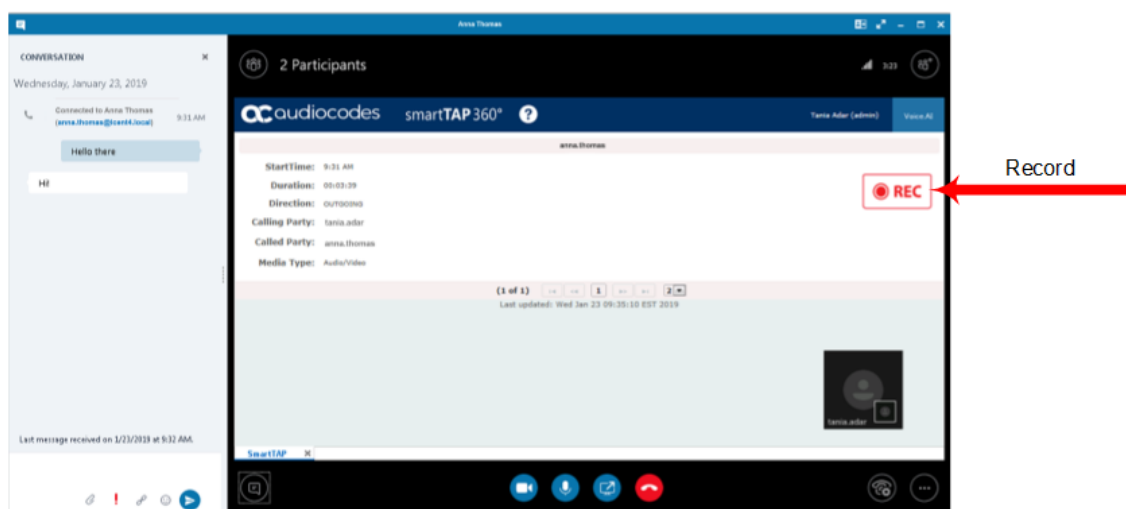 Anna Thomas
CONVERSATION
Wednesday, January 23, 2019
Connected to Anna Thomas
(anna.thomas@lcent4.local)
9:31 AM
Hello there
Hi!
Last message received on 1/23/2019 at 9:32 AM.
2 Participants
3:23
audiocodes
smartTAP 360°
?
Tania Adar (admin)
Voice.AI
anna.thomas
StartTime: 9:31 AM
Duration: 00:03:39
Direction: OUTGOING
Calling Party: tania.adar
Called Party: anna.thomas
Media Type: Audio/Video
REC
Record
(1 of 1) 1 2
Last updated: Wed Jan 23 09:35:10 EST 2019
tania.adar
SmartTAP